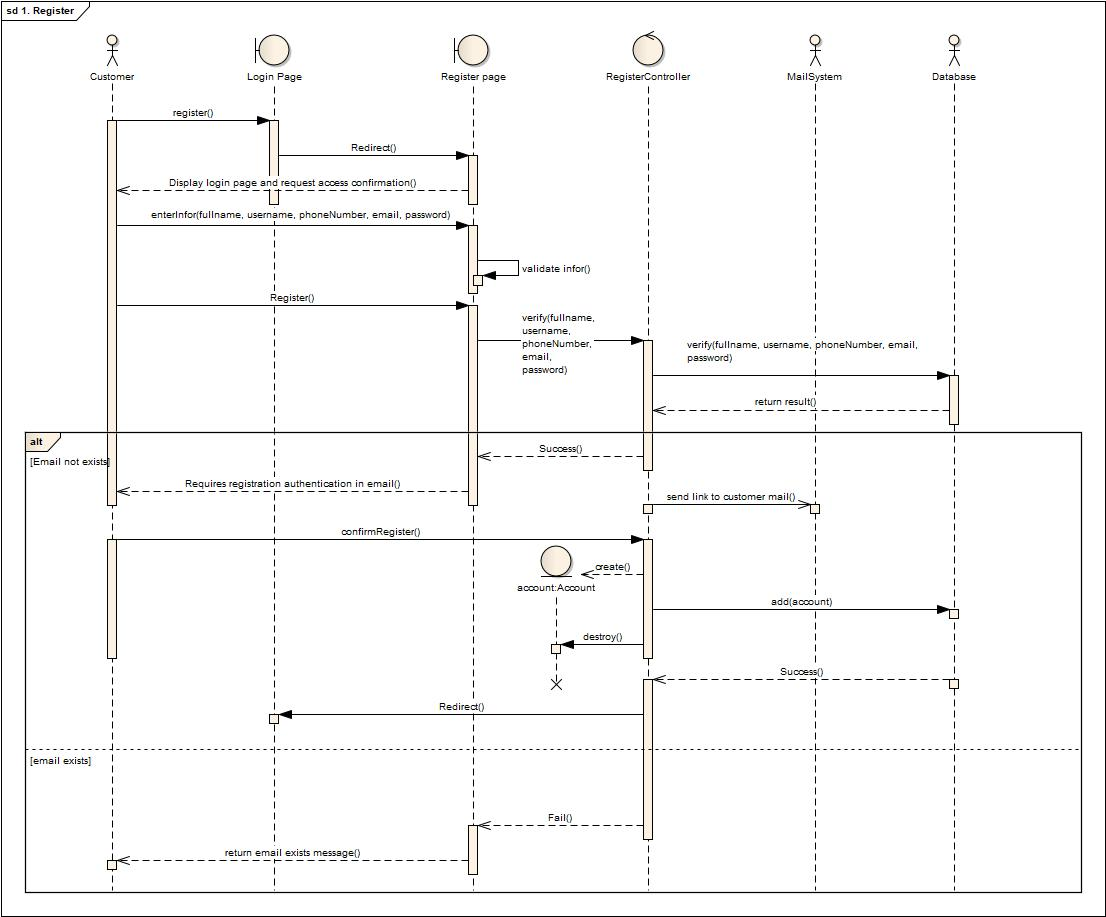 sd 1. Register
Customer
Login Page
Register page
RegisterController
MailSystem
Database
register()
Redirect()
Display login page and request access confirmation()
enterInfor(fullname, username, phoneNumber, email, password)
validate infor()
Register()
verify(fullname,
username,
phoneNumber,
email,
password)
verify(fullname, username, phoneNumber, email,
password)
return result()
alt
[Email not exists]
Success()
Requires registration authentication in email()
send link to customer mail()
confirmRegister()
create()
account:Account
add(account)
destroy()
Success()
Redirect()
[email exists]
Fail()
return email exists message()